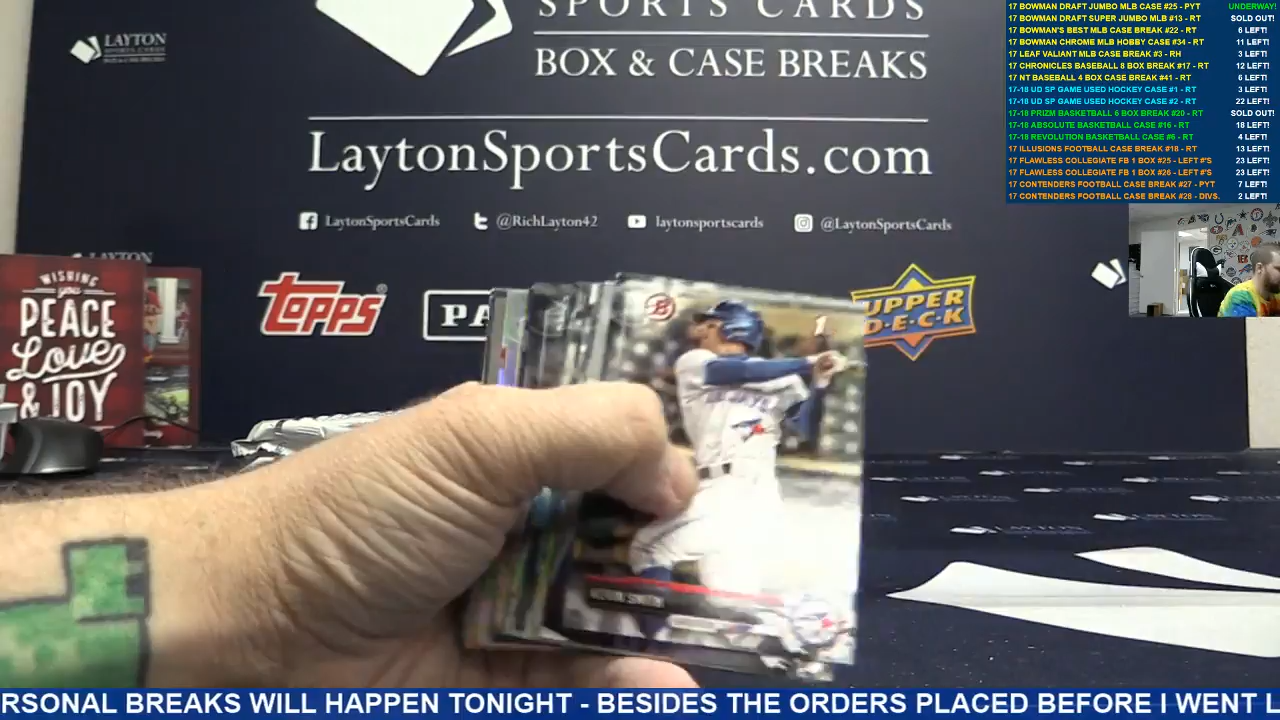 SPORTS CARDS
BOX & CASE BREAKS
LaytonSportsCards.com
LaytonSportsCards
@RichLayton42
laytonsportscards
@LaytonSportsCards
LAYTON
SPORTS CARDS
BOX & CASE BREAKS
LAYTON
topps
PA
UPPER
DECK
WISHING
you
PEACE
Love
& JOY
KEVIN SMITH
17 BOWMAN DRAFT JUMBO MLB CASE #25 - PYT UNDERWAY!
17 BOWMAN DRAFT SUPER JUMBO MLB #13 - RT SOLD OUT!
17 BOWMAN'S BEST MLB CASE BREAK #22 - RT 6 LEFT!
17 BOWMAN CHROME MLB HOBBY CASE #34 - RT 11 LEFT!
17 LEAF VALIANT MLB CASE BREAK #3 - RH 3 LEFT!
17 CHRONICLES BASEBALL 8 BOX BREAK #17 - RT 12 LEFT!
17 NT BASEBALL 4 BOX CASE BREAK #41 - RT 6 LEFT!
17-18 UD SP GAME USED HOCKEY CASE #1 - RT 3 LEFT!
17-18 UD SP GAME USED HOCKEY CASE #2 - RT 22 LEFT!
17-18 PRIZM BASKETBALL 6 BOX BREAK #20 - RT SOLD OUT!
17-18 ABSOLUTE BASKETBALL CASE #16 - RT 18 LEFT!
17-18 REVOLUTION BASKETBALL CASE #6 - RT 4 LEFT!
17 ILLUSIONS FOOTBALL CASE BREAK #18 - RT 13 LEFT!
17 FLAWLESS COLLEGIATE FB 1 BOX #25 - LEFT #'S 23 LEFT!
17 FLAWLESS COLLEGIATE FB 1 BOX #26 - LEFT #'S 23 LEFT!
17 CONTENDERS FOOTBALL CASE BREAK #27 - PYT 7 LEFT!
17 CONTENDERS FOOTBALL CASE BREAK #28 - DIVS. 2 LEFT!
RSONAL BREAKS WILL HAPPEN TONIGHT - BESIDES THE ORDERS PLACED BEFORE I WENT L